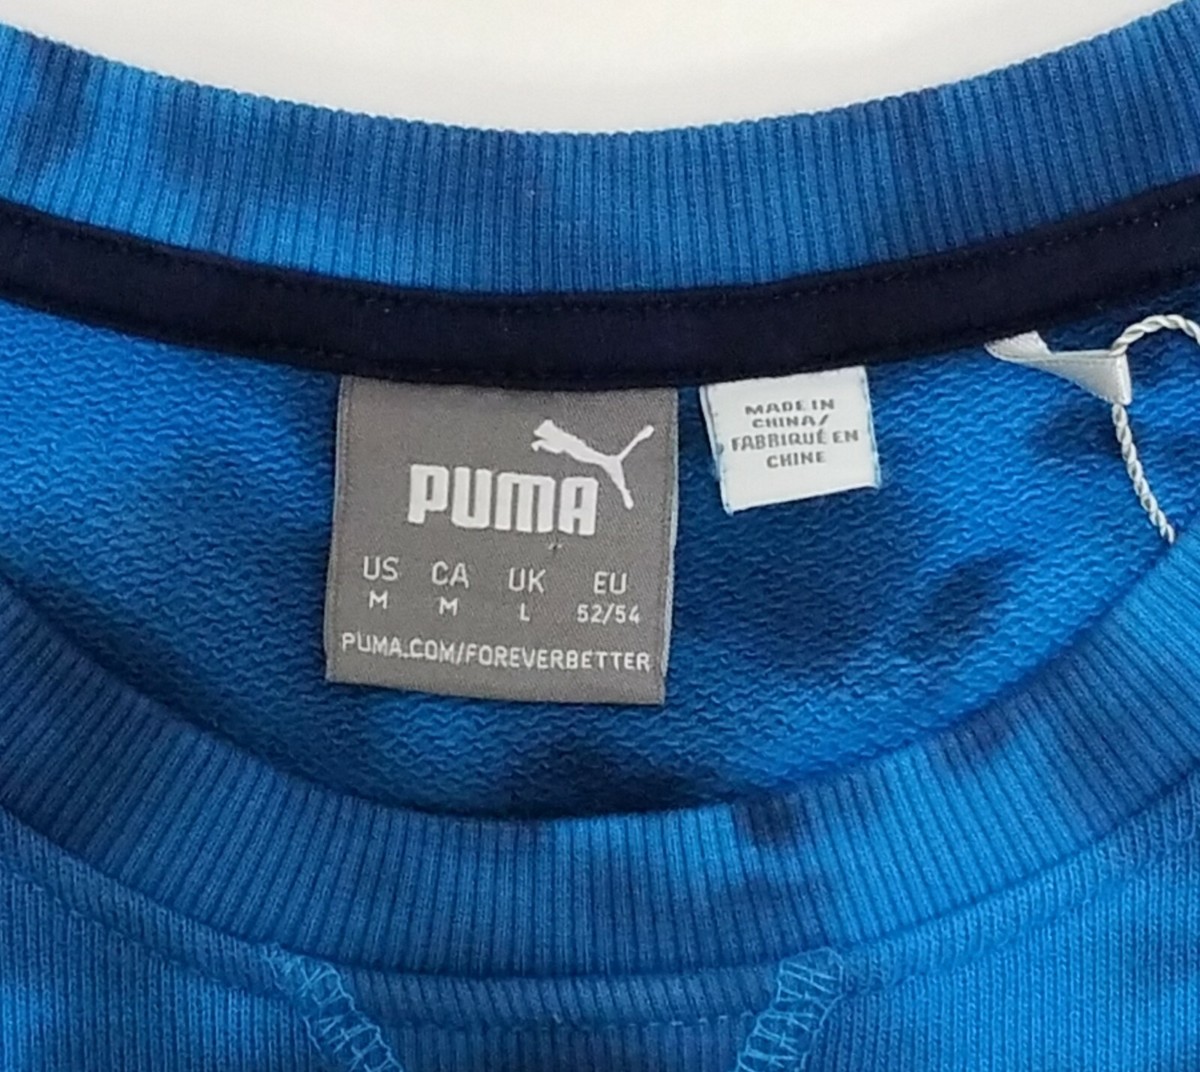 PUMA
US CA UK EU
M M L 52/54
PUMA.COM/FOREVERBETTER
MADE IN
CHINA/
FABRIQUÉ EN
CHINE